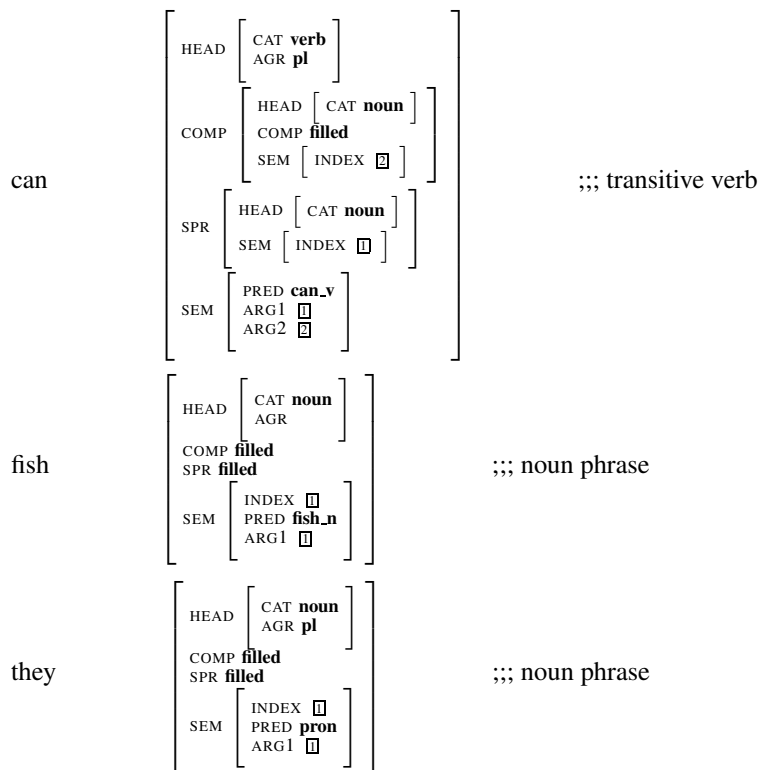 HEAD [ CAT verb
AGR pl ]
COMP [ HEAD [ CAT noun ]
COMP filled
SEM [ INDEX 2 ] ]
can ;;; transitive verb
SPR [ HEAD [ CAT noun ]
SEM [ INDEX 1 ] ]
SEM [ PRED can_v
ARG1 1
ARG2 2 ]
HEAD [ CAT noun
AGR ]
COMP filled
fish ;;; noun phrase
SPR filled
SEM [ INDEX 1
PRED fish_n
ARG1 1 ]
HEAD [ CAT noun
AGR pl ]
COMP filled
they ;;; noun phrase
SPR filled
SEM [ INDEX 1
PRED pron
ARG1 1 ]